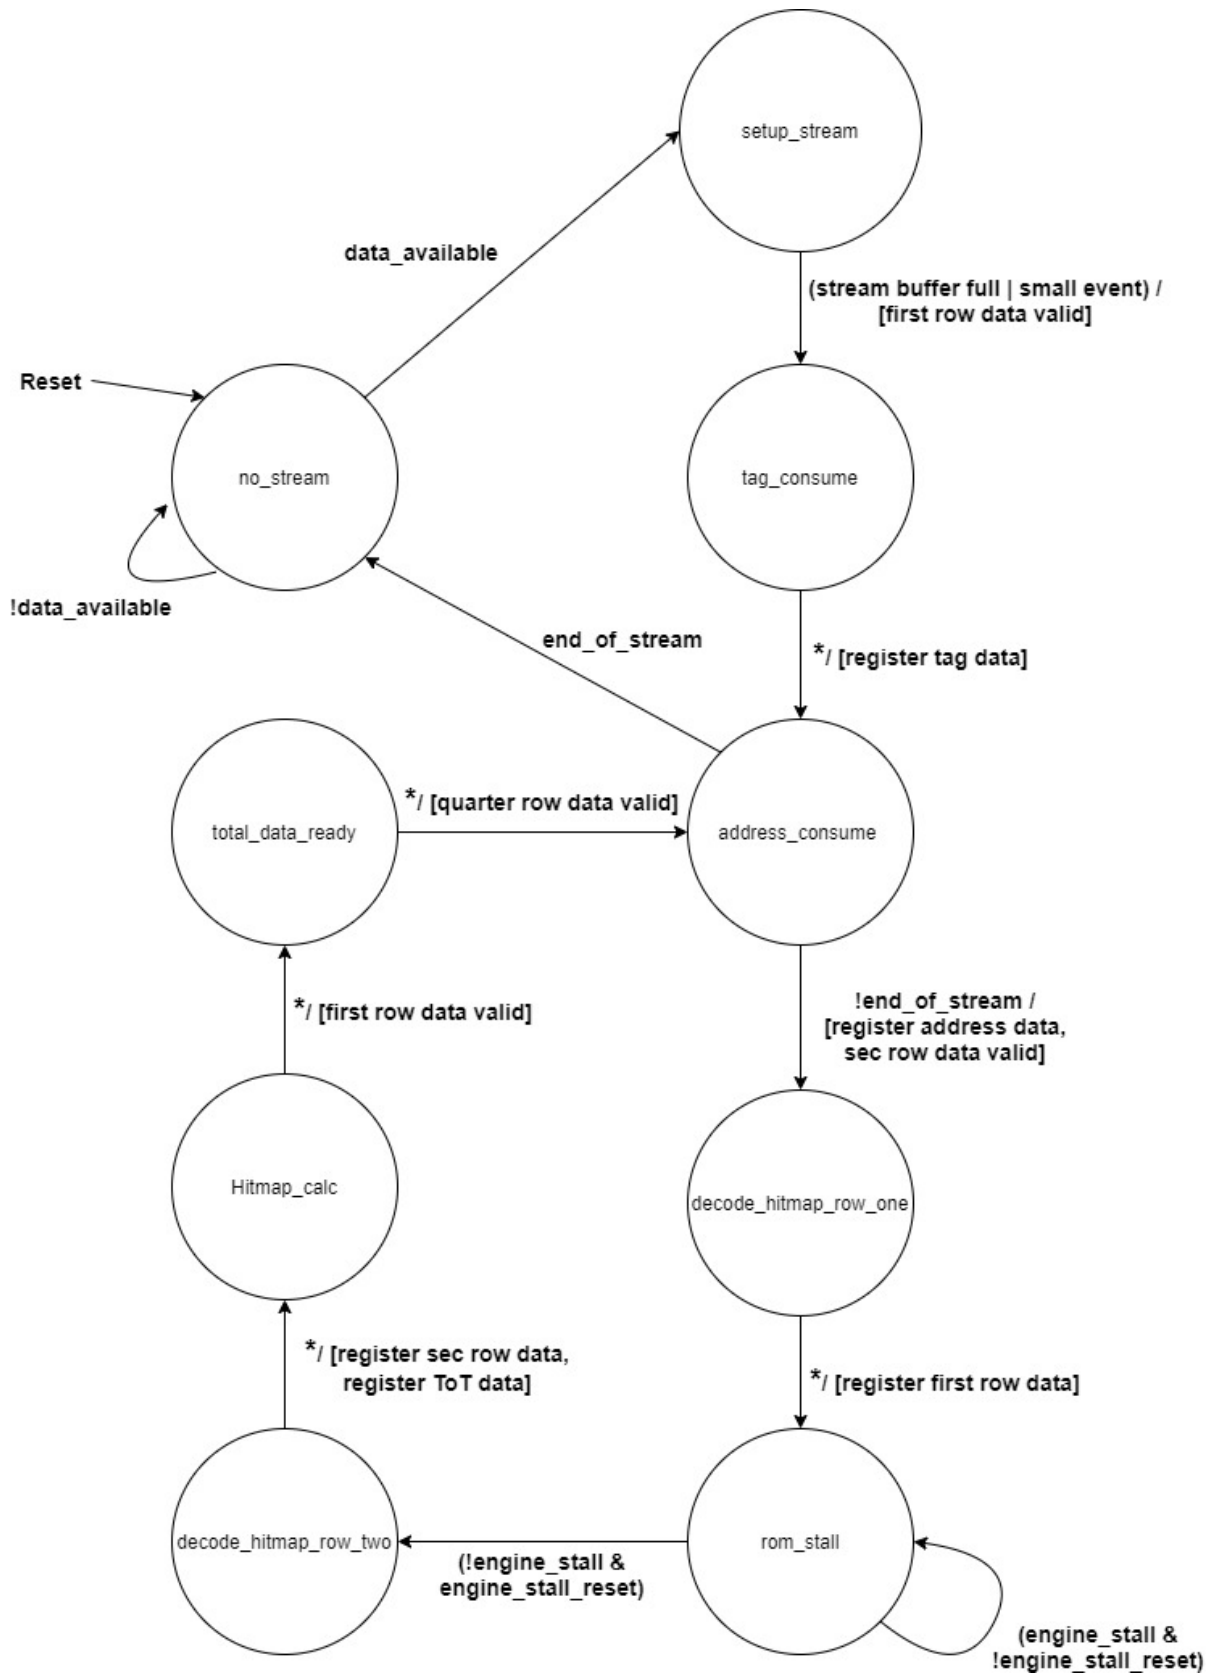 setup_stream
data_available
(stream buffer full | small event) /
[first row data valid]
Reset
no_stream
tag_consume
!data_available
end_of_stream
*/ [register tag data]
total_data_ready
*/ [quarter row data valid]
address_consume
*/ [first row data valid]
!end_of_stream /
[register address data,
sec row data valid]
Hitmap_calc
decode_hitmap_row_one
*/ [register sec row data,
register ToT data]
*/ [register first row data]
decode_hitmap_row_two
(!engine_stall &
engine_stall_reset)
rom_stall
(engine_stall &
!engine_stall_reset)